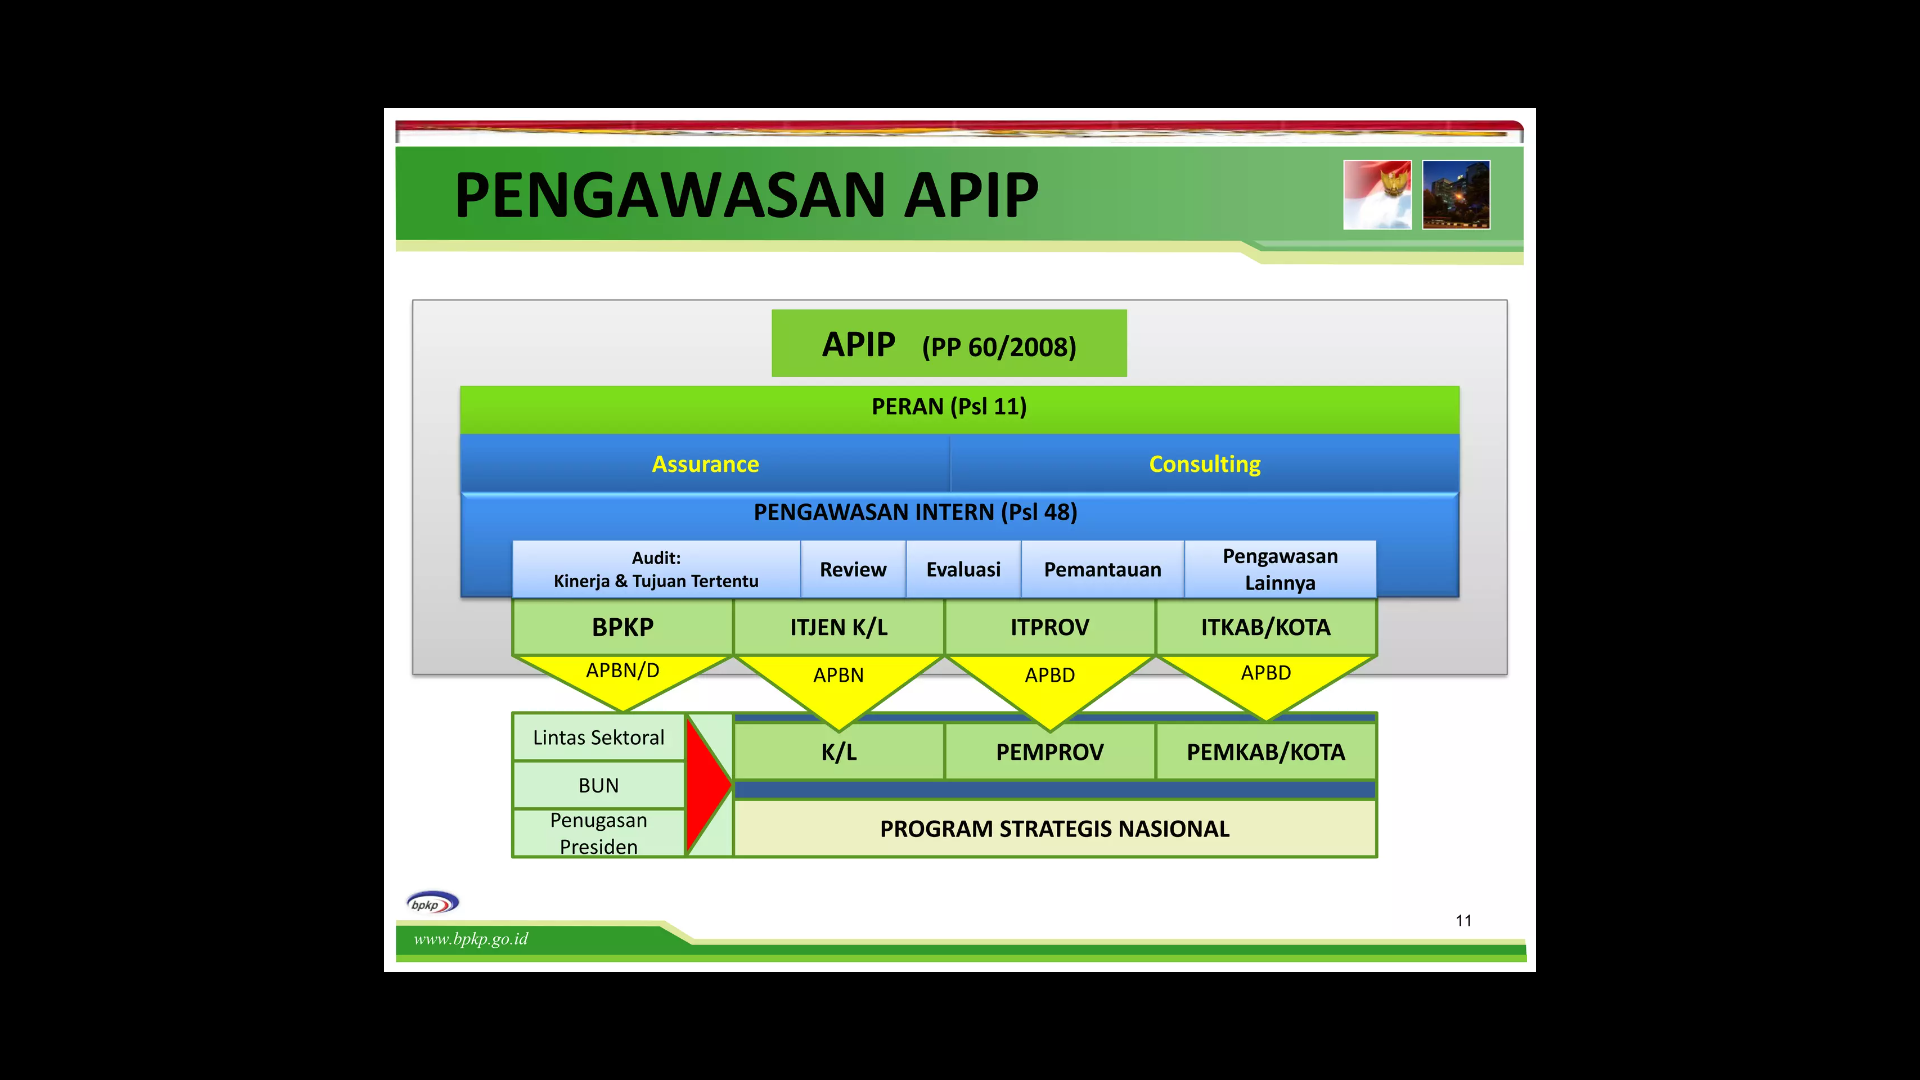 PENGAWASAN APIP
APIP (PP 60/2008)
PERAN (Psl 11)
Assurance
Consulting
PENGAWASAN INTERN (Psl 48)
Audit:
Kinerja & Tujuan Tertentu
Review
Evaluasi
Pemantauan
Pengawasan
Lainnya
BPKP
ITJEN K/L
ITPROV
ITKAB/KOTA
APBN/D
APBN
APBD
APBD
Lintas Sektoral
BUN
Penugasan
Presiden
K/L
PEMPROV
PEMKAB/KOTA
PROGRAM STRATEGIS NASIONAL
bpkp
11
www.bpkp.go.id